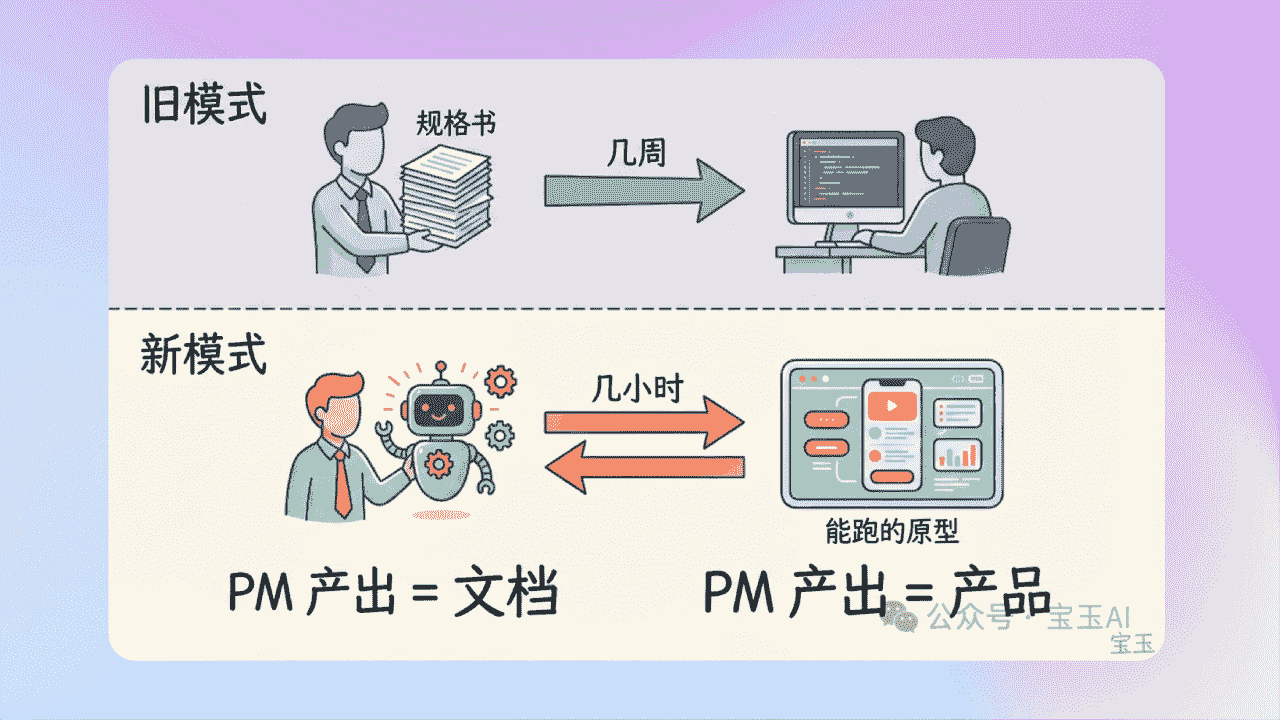 旧模式
规格书
几周
新模式
几小时
能跑的原型
PM 产出 = 文档
PM 产出 = 产品
公众号 · 宝玉AI
宝玉